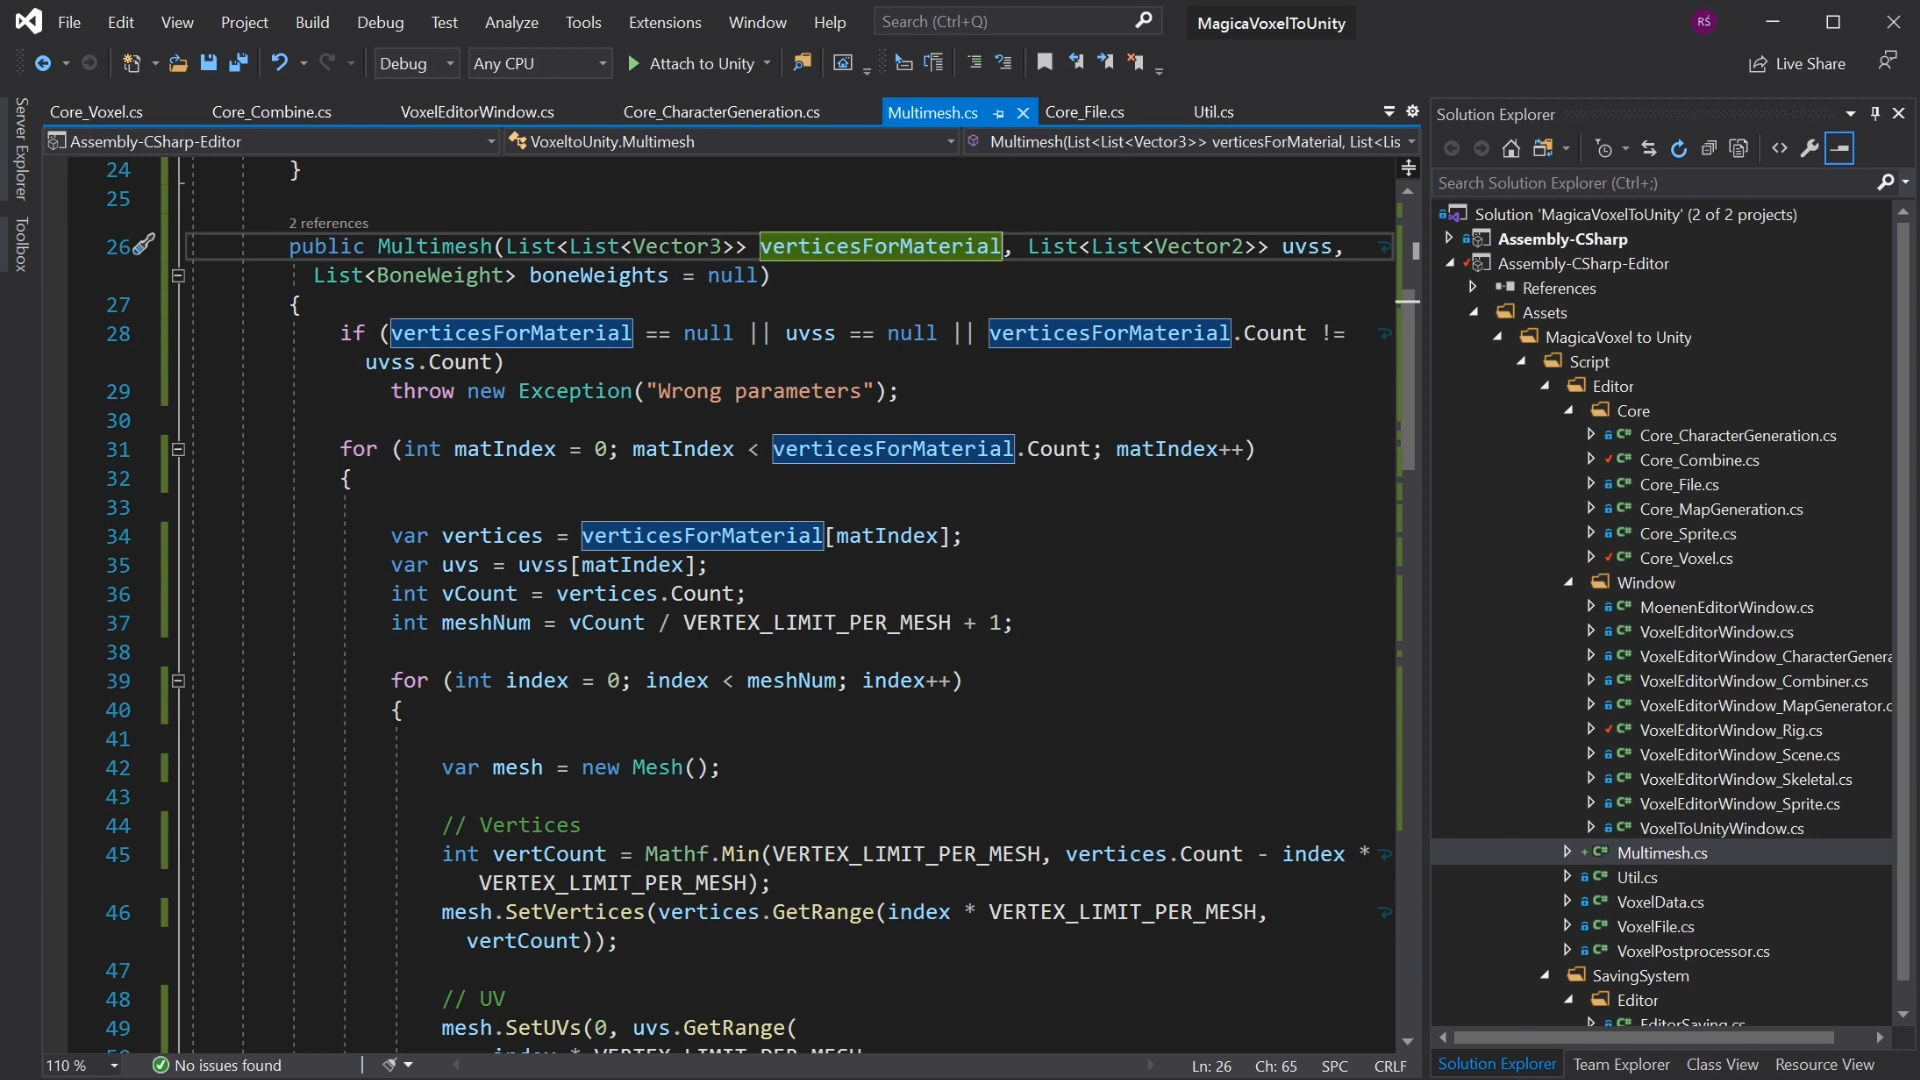 File Edit View Project Build Debug Test Analyze Tools Extensions Window Help Search (Ctrl+Q) MagicaVoxelToUnity RŚ
Debug Any CPU Attach to Unity Live Share
Server Explorer
Toolbox
Core_Voxel.cs Core_Combine.cs VoxelEditorWindow.cs Core_CharacterGeneration.cs Multimesh.cs Core_File.cs Util.cs
Assembly-CSharp-Editor VoxeltoUnity.Multimesh Multimesh(List<List<Vector3>> verticesForMaterial, List<Lis
24 }
25
2 references
26 public Multimesh(List<List<Vector3>> verticesForMaterial, List<List<Vector2>> uvss,
List<BoneWeight> boneWeights = null)
27 {
28 if (verticesForMaterial == null || uvss == null || verticesForMaterial.Count !=
uvss.Count)
29 throw new Exception("Wrong parameters");
30
31 for (int matIndex = 0; matIndex < verticesForMaterial.Count; matIndex++)
32 {
33
34 var vertices = verticesForMaterial[matIndex];
35 var uvs = uvss[matIndex];
36 int vCount = vertices.Count;
37 int meshNum = vCount / VERTEX_LIMIT_PER_MESH + 1;
38
39 for (int index = 0; index < meshNum; index++)
40 {
41
42 var mesh = new Mesh();
43
44 // Vertices
45 int vertCount = Mathf.Min(VERTEX_LIMIT_PER_MESH, vertices.Count - index *
VERTEX_LIMIT_PER_MESH);
46 mesh.SetVertices(vertices.GetRange(index * VERTEX_LIMIT_PER_MESH,
vertCount));
47
48 // UV
49 mesh.SetUVs(0, uvs.GetRange(
110 % No issues found Ln: 26 Ch: 65 SPC CRLF
Solution Explorer
Search Solution Explorer (Ctrl+;)
Solution 'MagicaVoxelToUnity' (2 of 2 projects)
Assembly-CSharp
Assembly-CSharp-Editor
References
Assets
MagicaVoxel to Unity
Script
Editor
Core
Core_CharacterGeneration.cs
Core_Combine.cs
Core_File.cs
Core_MapGeneration.cs
Core_Sprite.cs
Core_Voxel.cs
Window
MoenenEditorWindow.cs
VoxelEditorWindow.cs
VoxelEditorWindow_CharacterGenera
VoxelEditorWindow_Combiner.cs
VoxelEditorWindow_MapGenerator.c
VoxelEditorWindow_Rig.cs
VoxelEditorWindow_Scene.cs
VoxelEditorWindow_Skeletal.cs
VoxelEditorWindow_Sprite.cs
VoxelToUnityWindow.cs
Multimesh.cs
Util.cs
VoxelData.cs
VoxelFile.cs
VoxelPostprocessor.cs
SavingSystem
Editor
EditorSaving.cs
Solution Explorer Team Explorer Class View Resource View